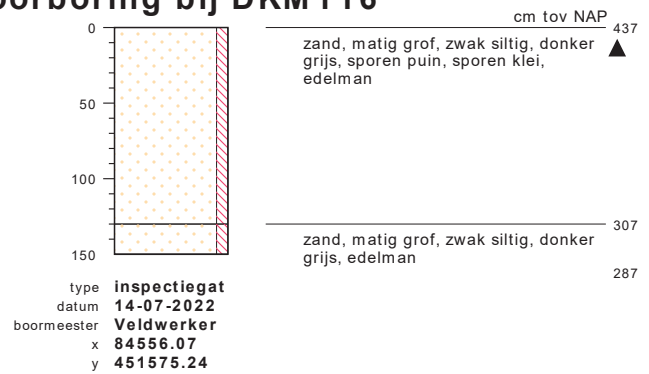 orboring bij DKM116
cm tov NAP
0
437
zand, matig grof, zwak siltig, donker
grijs, sporen puin, sporen klei,
edelman
50
100
307
zand, matig grof, zwak siltig, donker
grijs, edelman
150
287
type inspectiegat
datum 14-07-2022
boormeester Veldwerker
x 84556.07
y 451575.24